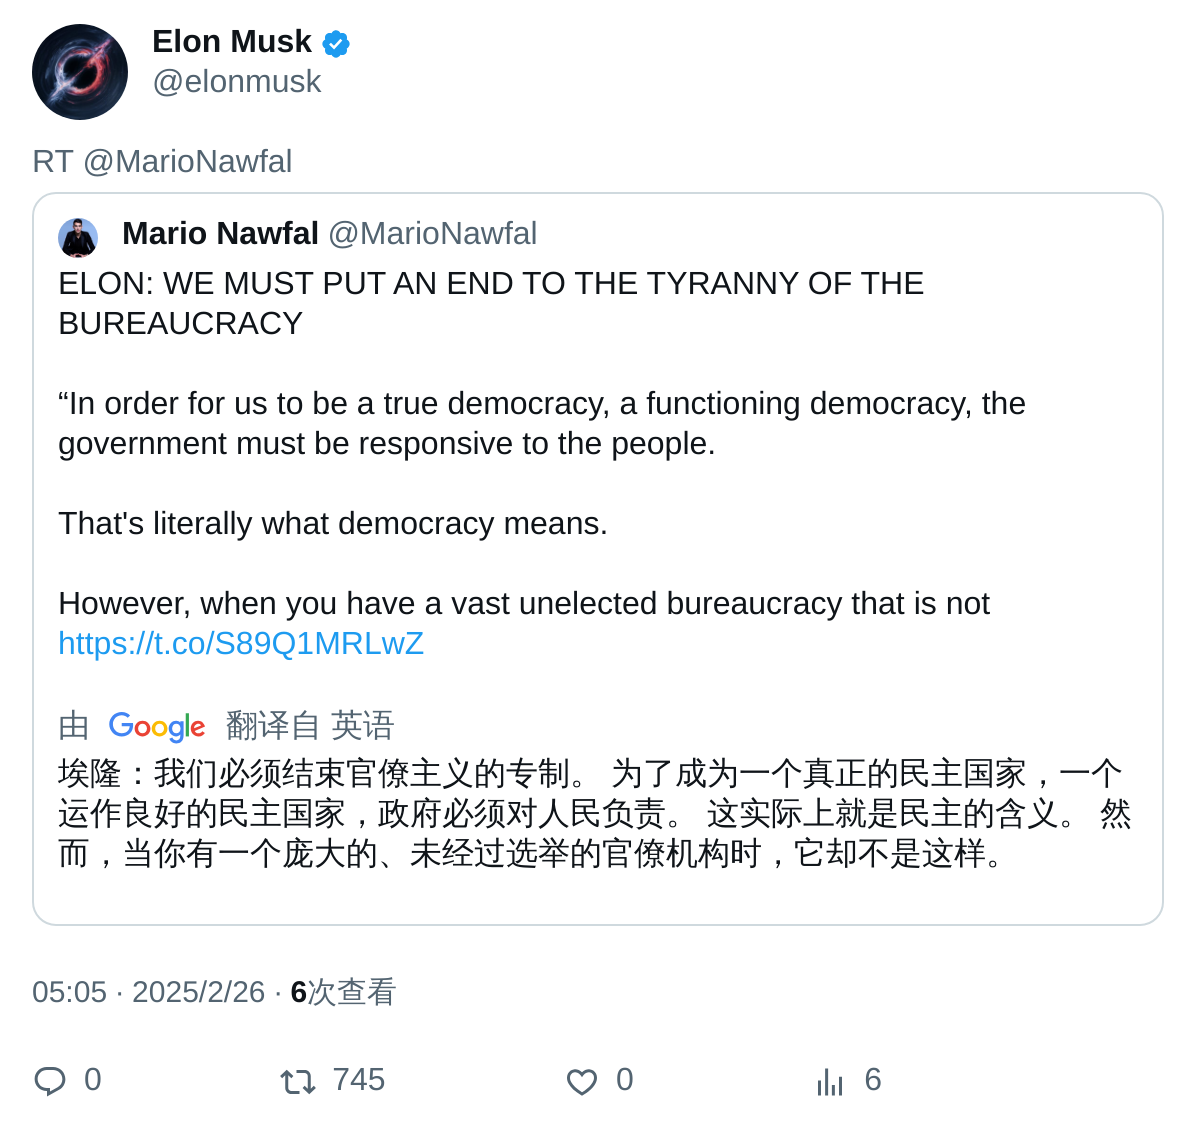 Elon Musk
@elonmusk
RT @MarioNawfal
Mario Nawfal @MarioNawfal
ELON: WE MUST PUT AN END TO THE TYRANNY OF THE
BUREAUCRACY
“In order for us to be a true democracy, a functioning democracy, the
government must be responsive to the people.
That's literally what democracy means.
However, when you have a vast unelected bureaucracy that is not
https://t.co/S89Q1MRLwZ
由 Google 翻译自 英语
埃隆：我们必须结束官僚主义的专制。 为了成为一个真正的民主国家，一个
运作良好的民主国家，政府必须对人民负责。 这实际上就是民主的含义。 然
而，当你有一个庞大的、未经过选举的官僚机构时，它却不是这样。
05:05 · 2025/2/26 · 6次查看
0 745 0 6